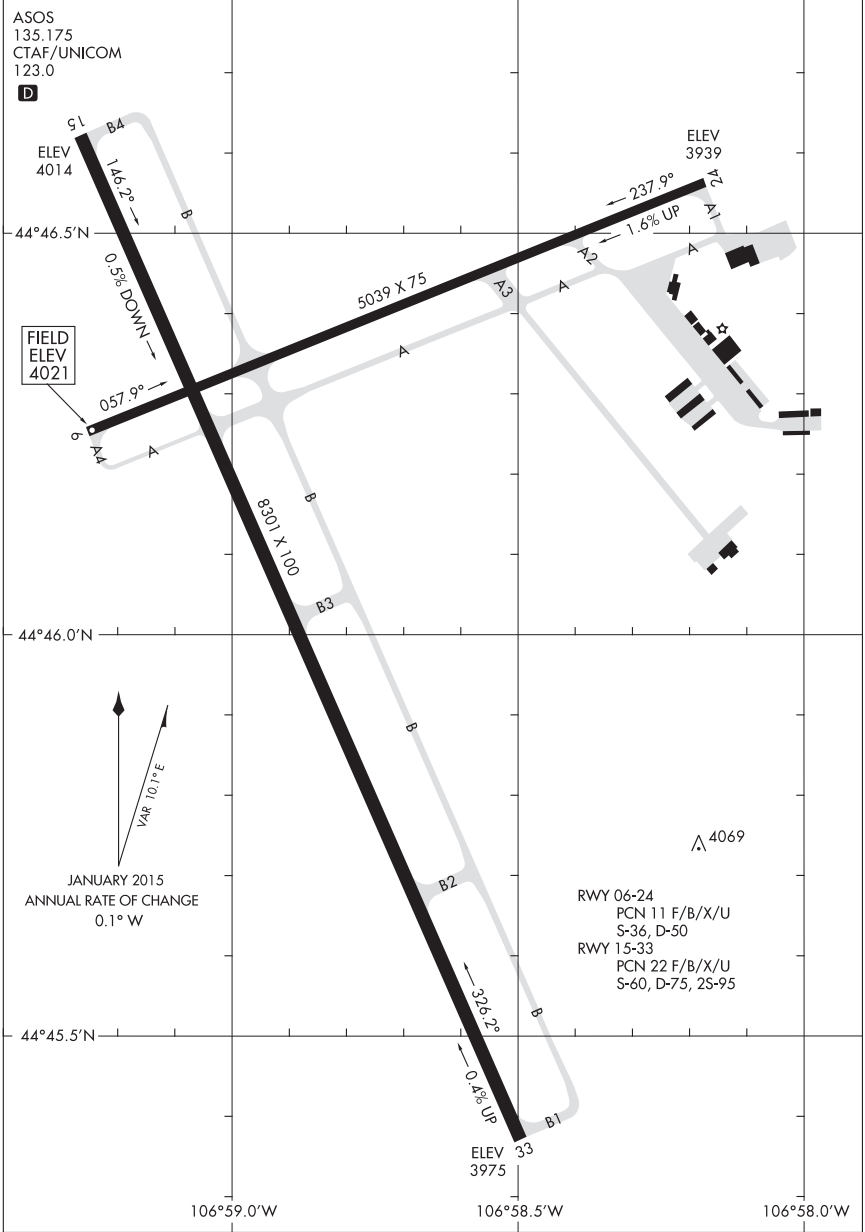 ASOS
135.175
CTAF/UNICOM
123.0
D
15
B4
ELEV
4014
146.2°
B
ELEV
3939
24
237.9°
1.6% UP
A1
44°46.5'N
A2
A
0.5% DOWN
5039 X 75
A3
A
A
FIELD
ELEV
4021
057.9°
6
A4
A
B
8301 X 100
B3
44°46.0'N
B
VAR 10.1° E
JANUARY 2015
ANNUAL RATE OF CHANGE
0.1° W
4069
B2
RWY 06-24
PCN 11 F/B/X/U
S-36, D-50
RWY 15-33
PCN 22 F/B/X/U
S-60, D-75, 2S-95
326.2°
B
44°45.5'N
0.4% UP
B1
ELEV
3975
33
106°59.0'W
106°58.5'W
106°58.0'W